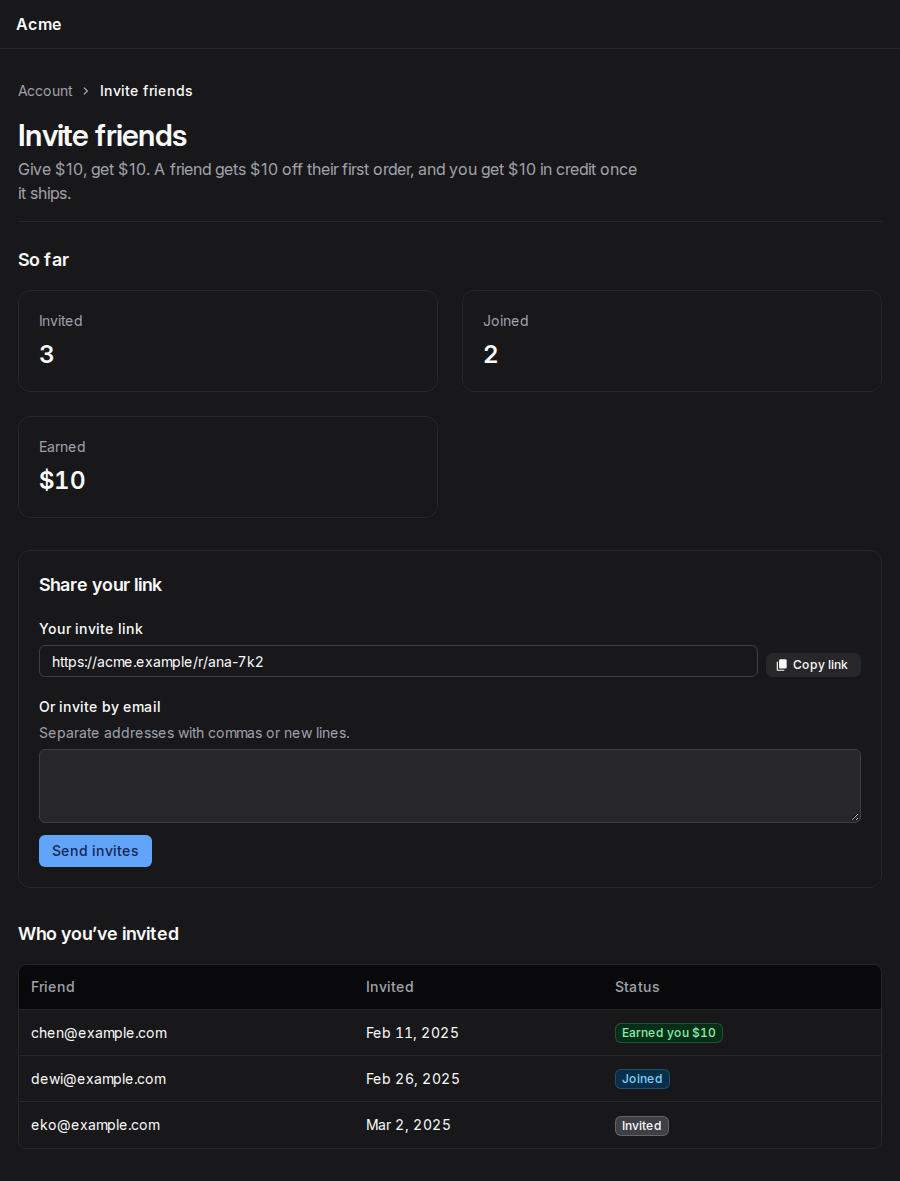 Acme
Account > Invite friends
Invite friends
Give $10, get $10. A friend gets $10 off their first order, and you get $10 in credit once
it ships.
So far
Invited
3
Joined
2
Earned
$10
Share your link
Your invite link
https://acme.example/r/ana-7k2
Copy link
Or invite by email
Separate addresses with commas or new lines.
Send invites
Who you’ve invited
Friend Invited Status
chen@example.com Feb 11, 2025 Earned you $10
dewi@example.com Feb 26, 2025 Joined
eko@example.com Mar 2, 2025 Invited